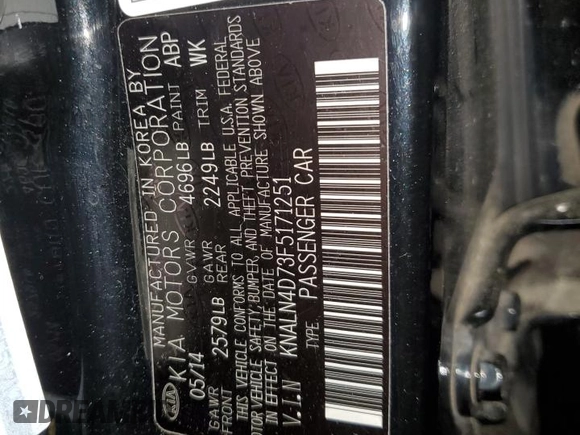 MANUFACTURED IN KOREA BY
KIA MOTORS CORPORATION
05/14 GVWR 4696LB PAINT ABP
GAWR FRONT 2579LB GAWR REAR 2249LB TRIM WK
THIS VEHICLE CONFORMS TO ALL APPLICABLE U.S.A. FEDERAL
MOTOR VEHICLE SAFETY, BUMPER, AND THEFT PREVENTION STANDARDS
IN EFFECT ON THE DATE OF MANUFACTURE SHOWN ABOVE
V.I.N KNALN4D73F5171251
TYPE PASSENGER CAR